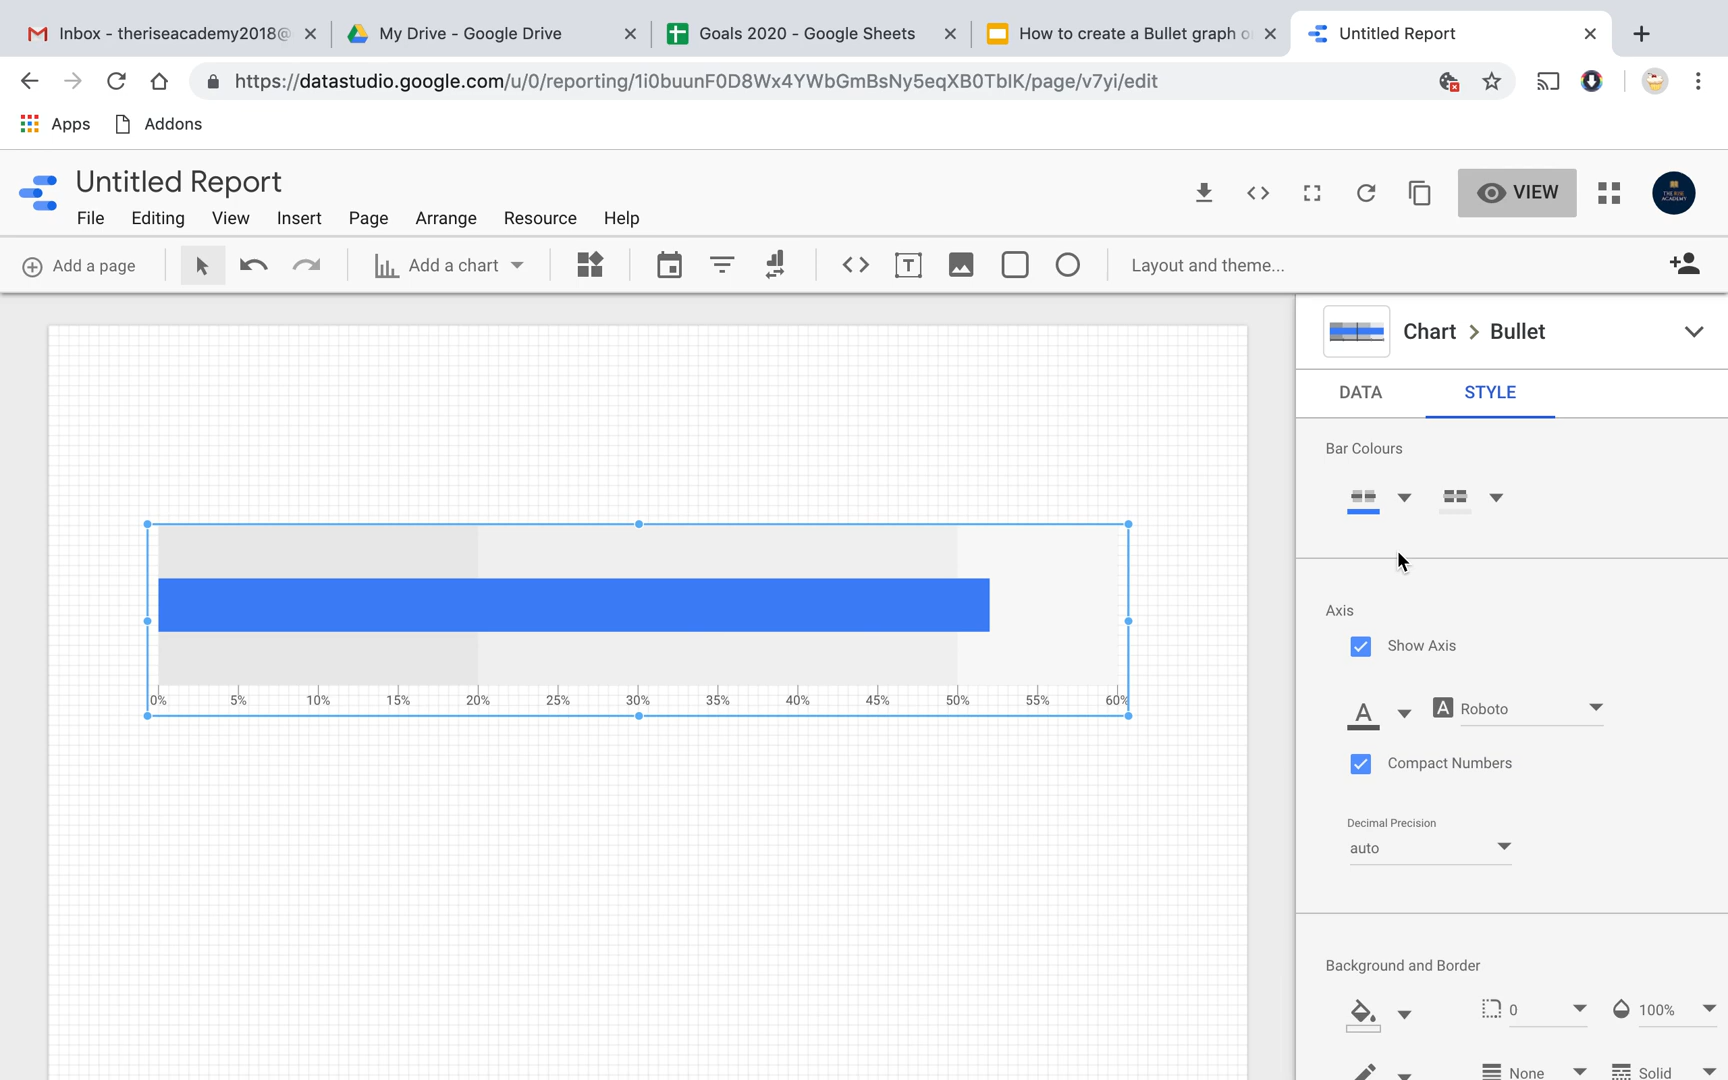 Inbox - theriseacademy2018@
My Drive - Google Drive
Goals 2020 - Google Sheets
How to create a Bullet graph o
Untitled Report
https://datastudio.google.com/u/0/reporting/1i0buunF0D8Wx4YWbGmBsNy5eqXB0TbIK/page/v7yi/edit
Apps Addons
Untitled Report
File Editing View Insert Page Arrange Resource Help
VIEW
Add a page
Add a chart
Layout and theme...
Chart > Bullet
DATA STYLE
Bar Colours
Axis
Show Axis
A A Roboto
Compact Numbers
Decimal Precision
auto
Background and Border
0 100%
None Solid
0% 5% 10% 15% 20% 25% 30% 35% 40% 45% 50% 55% 60%